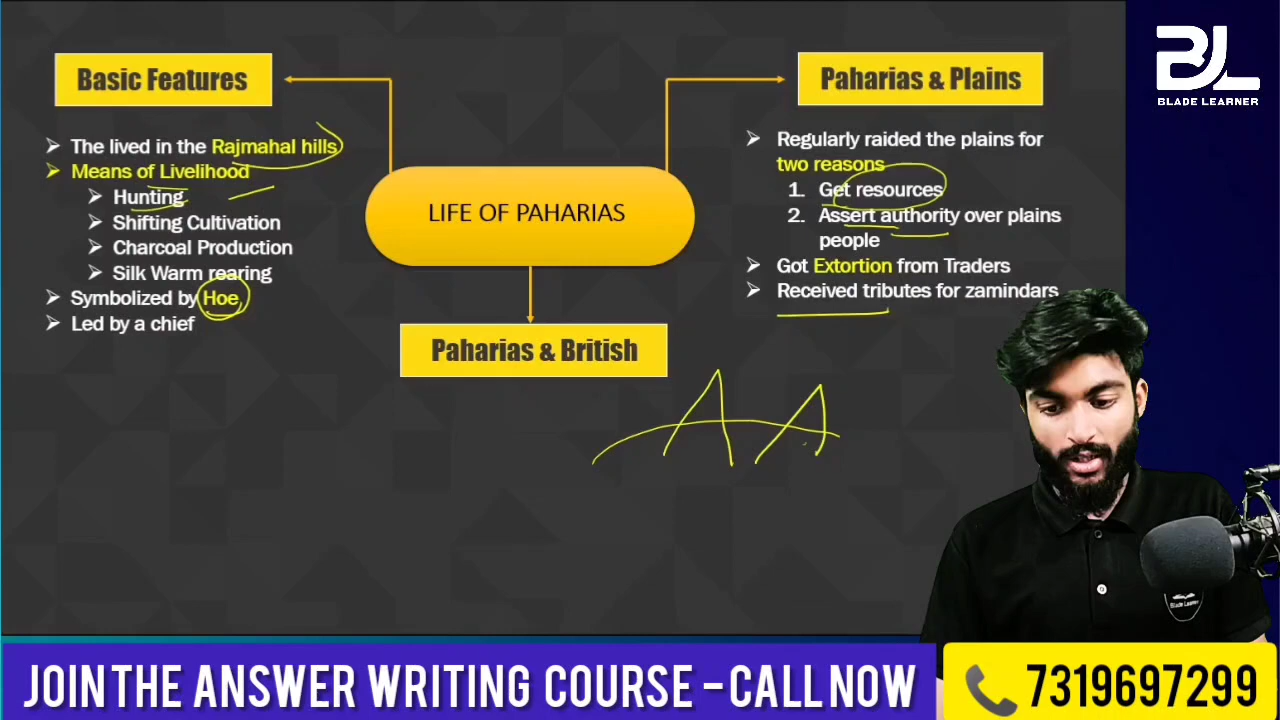 BL
BLADE LEARNER
Basic Features
The lived in the Rajmahal hills
Means of Livelihood
Hunting
Shifting Cultivation
Charcoal Production
Silk Warm rearing
Symbolized by Hoe,
Led by a chief
LIFE OF PAHARIAS
Paharias & British
Paharias & Plains
Regularly raided the plains for
two reasons
1. Get resources
2. Assert authority over plains
people
Got Extortion from Traders
Received tributes for zamindars
A A
Blade Learner
JOIN THE ANSWER WRITING COURSE - CALL NOW
7319697299